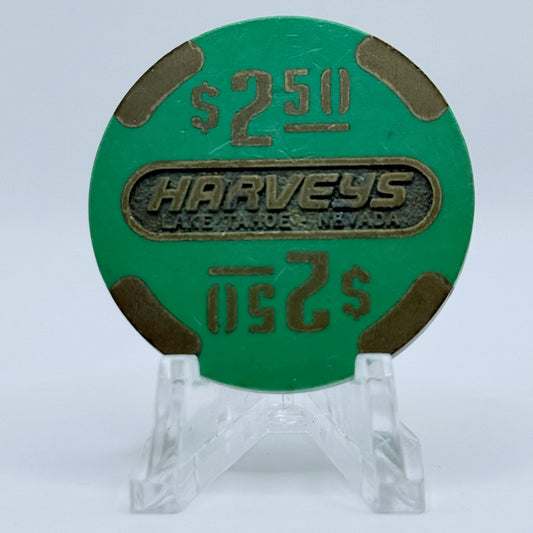 $2.50
HARVEYS
LAKE TAHOE, NEVADA
$2.50